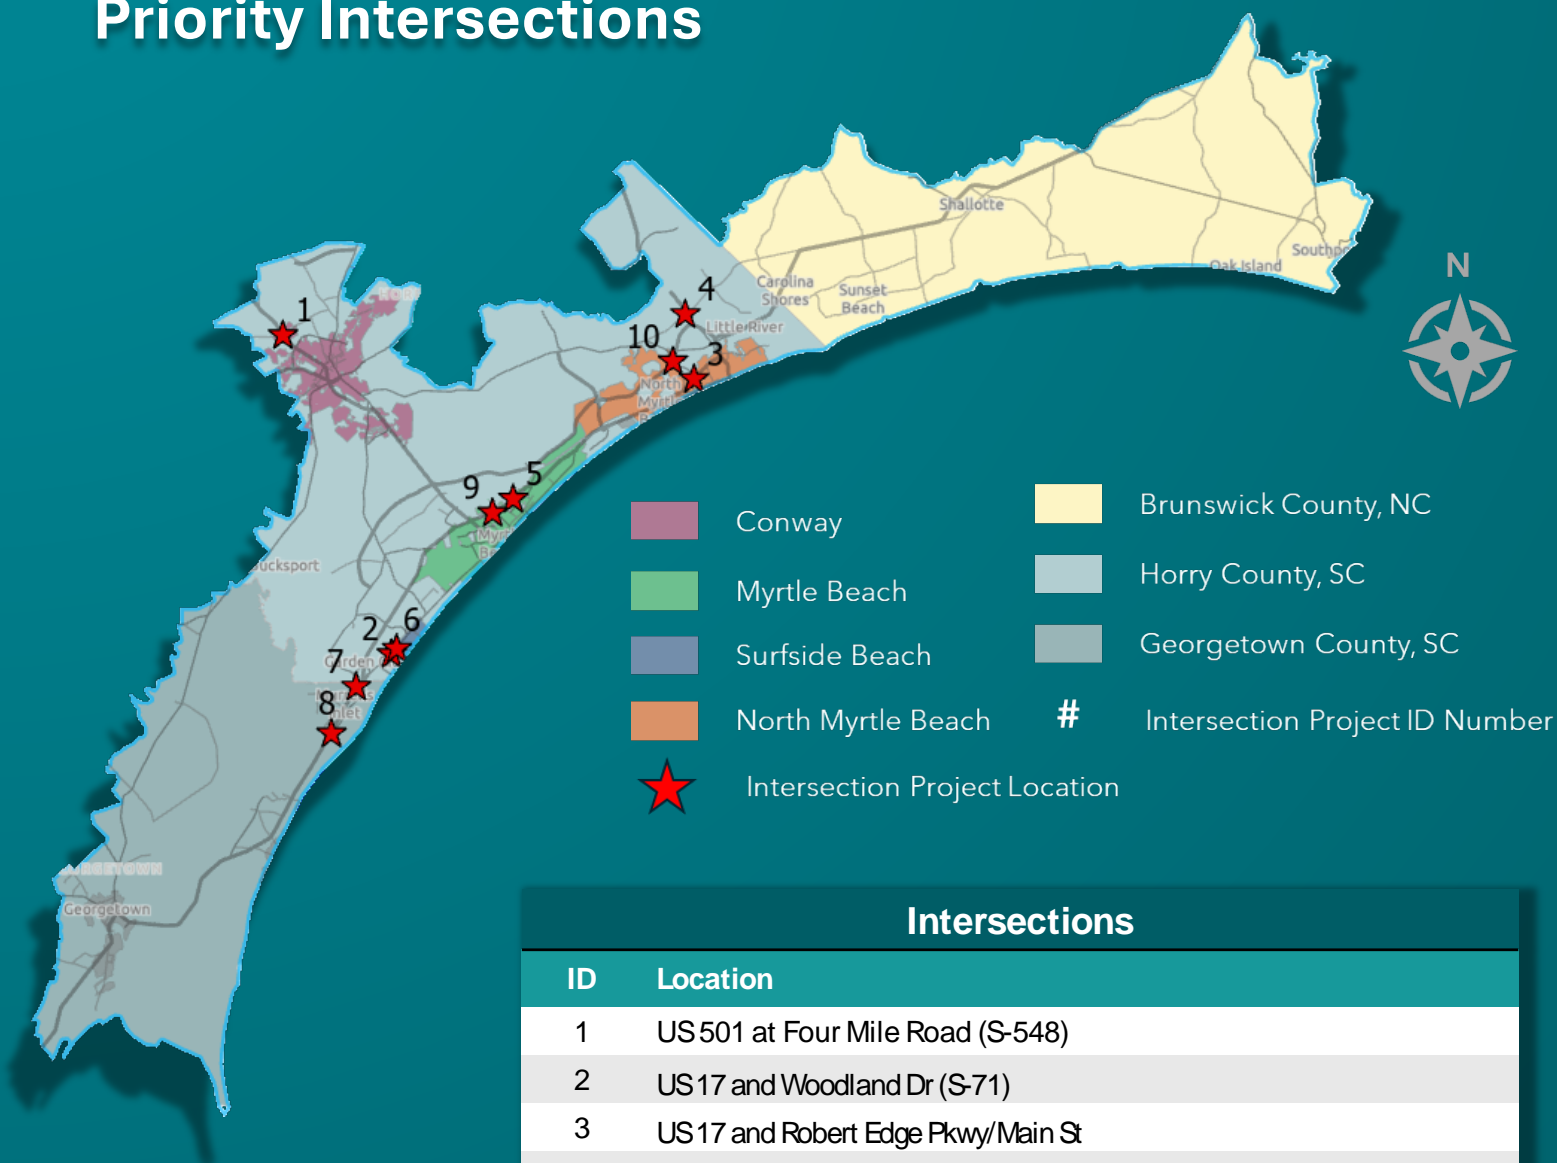 Priority Intersections
Shallotte
Oak Island
N
Carolina
Shores
Sunset
Beach
4
1
Little River
10
3
North
5
9
2
6
7
Garden
8
Georgetown
Conway
Myrtle Beach
Surfside Beach
North Myrtle Beach
Intersection Project Location
Brunswick County, NC
Horry County, SC
Georgetown County, SC
# Intersection Project ID Number
Intersections
ID Location
1 US 501 at Four Mile Road (S-548)
2 US 17 and Woodland Dr (S-71)
3 US 17 and Robert Edge Pkwy/Main St